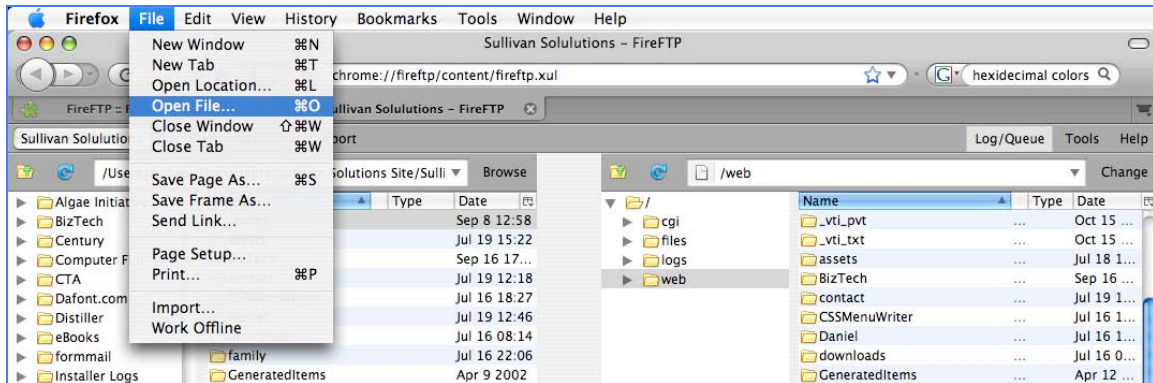 Firefox File Edit View History Bookmarks Tools Window Help
Sullivan Solulutions – FireFTP
New Window ⌘N
New Tab ⌘T
Open Location... ⌘L
Open File... ⌘O
Close Window ⇧⌘W
Close Tab ⌘W
Save Page As... ⌘S
Save Frame As...
Send Link...
Page Setup...
Print... ⌘P
Import...
Work Offline
chrome://fireftp/content/fireftp.xul
G hexidecimal colors
FireFTP ::
ullivan Solulutions – FireFTP
Sullivan Solulutio
port
Log/Queue Tools Help
/Use
Solutions Site/Sulli
Browse
/web
Change
Algae Initiat
BizTech
Century
Computer F
CTA
Dafont.com
Distiller
eBooks
formmail
Installer Logs
Type Date
Sep 8 12:58
Jul 19 15:22
Sep 16 17...
Jul 19 12:18
Jul 16 18:27
Jul 19 12:46
Jul 16 08:14
family Jul 16 22:06
GeneratedItems Apr 9 2002
/
cgi
files
logs
web
Name Type Date
_vti_pvt ... Oct 15 ...
_vti_txt ... Oct 15 ...
assets ... Jul 18 1...
BizTech ... Sep 16 ...
contact ... Jul 19 1...
CSSMenuWriter ... Jul 16 1...
Daniel ... Jul 16 1...
downloads ... Jul 16 0...
GeneratedItems ... Apr 12 ...